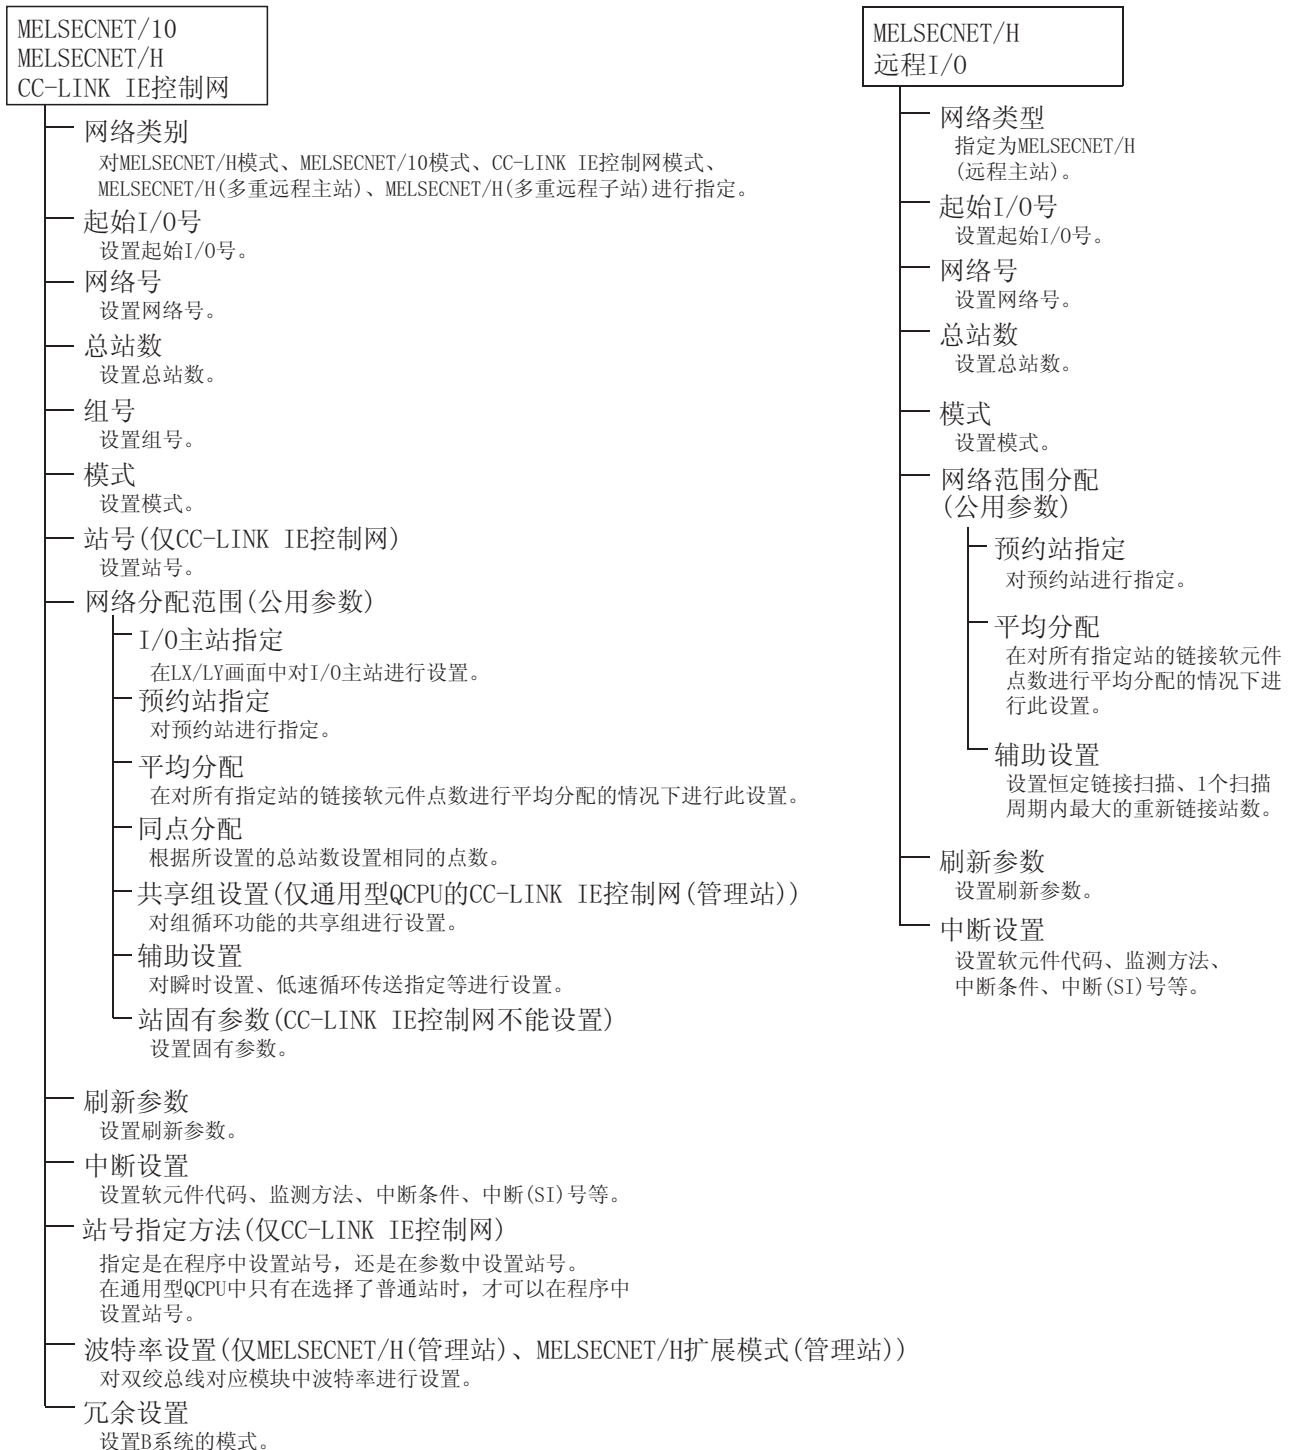 MELSECNET/10
MELSECNET/H
CC-LINK IE控制网
网络类别
对MELSECNET/H模式、MELSECNET/10模式、CC-LINK IE控制网模式、
MELSECNET/H(多重远程主站)、MELSECNET/H(多重远程子站)进行指定。
起始I/O号
设置起始I/O号。
网络号
设置网络号。
总站数
设置总站数。
组号
设置组号。
模式
设置模式。
站号(仅CC-LINK IE控制网)
设置站号。
网络分配范围(公用参数)
I/O主站指定
在LX/LY画面中对I/O主站进行设置。
预约站指定
对预约站进行指定。
平均分配
在对所有指定站的链接软元件点数进行平均分配的情况下进行此设置。
同点分配
根据所设置的总站数设置相同的点数。
共享组设置(仅通用型QCPU的CC-LINK IE控制网(管理站))
对组循环功能的共享组进行设置。
辅助设置
对瞬时设置、低速循环传送指定等进行设置。
站固有参数(CC-LINK IE控制网不能设置)
设置固有参数。
刷新参数
设置刷新参数。
中断设置
设置软元件代码、监测方法、中断条件、中断(SI)号等。
站号指定方法(仅CC-LINK IE控制网)
指定是在程序中设置站号，还是在参数中设置站号。
在通用型QCPU中只有在选择了普通站时，才可以在程序中
设置站号。
波特率设置(仅MELSECNET/H(管理站)、MELSECNET/H扩展模式(管理站))
对双绞总线对应模块中波特率进行设置。
冗余设置
设置B系统的模式。
MELSECNET/H
远程I/O
网络类型
指定为MELSECNET/H
(远程主站)。
起始I/O号
设置起始I/O号。
网络号
设置网络号。
总站数
设置总站数。
模式
设置模式。
网络范围分配
(公用参数)
预约站指定
对预约站进行指定。
平均分配
在对所有指定站的链接软元件
点数进行平均分配的情况下进
行此设置。
辅助设置
设置恒定链接扫描、1个扫描
周期内最大的重新链接站数。
刷新参数
设置刷新参数。
中断设置
设置软元件代码、监测方法、
中断条件、中断(SI)号等。